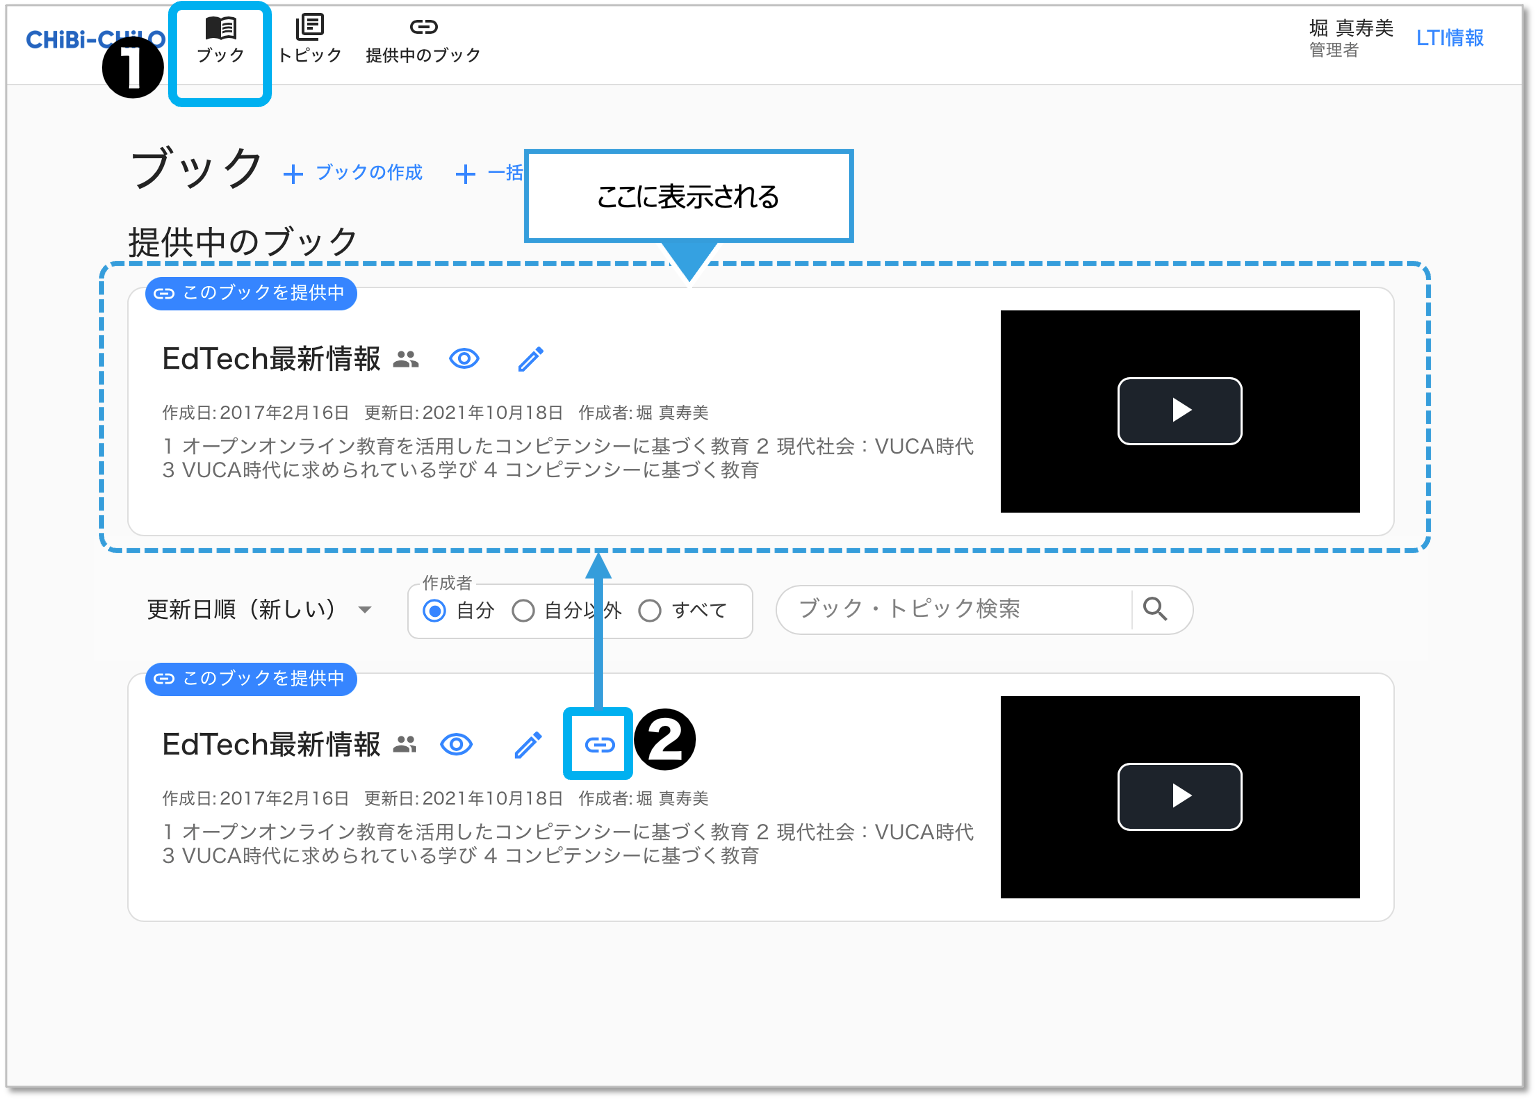 CHiBi-CHiLO
ブック
トピック
提供中のブック
堀 真寿美
管理者
LTI情報
1
ブック
+ ブックの作成
+ 一括
ここに表示される
提供中のブック
このブックを提供中
EdTech最新情報
作成日: 2017年2月16日 更新日: 2021年10月18日 作成者: 堀 真寿美
1 オープンオンライン教育を活用したコンピテンシーに基づく教育 2 現代社会：VUCA時代
3 VUCA時代に求められている学び 4 コンピテンシーに基づく教育
更新日順（新しい）
作成者
自分 自分以外 すべて
ブック・トピック検索
このブックを提供中
EdTech最新情報
2
作成日: 2017年2月16日 更新日: 2021年10月18日 作成者: 堀 真寿美
1 オープンオンライン教育を活用したコンピテンシーに基づく教育 2 現代社会：VUCA時代
3 VUCA時代に求められている学び 4 コンピテンシーに基づく教育